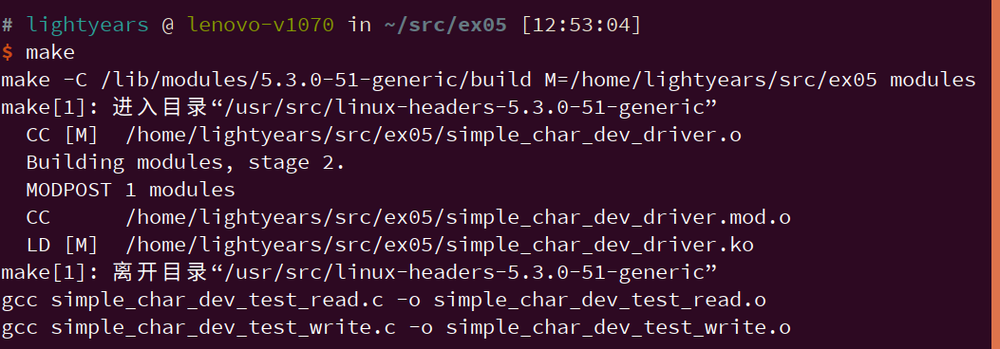 # lightyears @ lenovo-v1070 in ~/src/ex05 [12:53:04]
$ make
make -C /lib/modules/5.3.0-51-generic/build M=/home/lightyears/src/ex05 modules
make[1]: 进入目录“/usr/src/linux-headers-5.3.0-51-generic”
  CC [M]  /home/lightyears/src/ex05/simple_char_dev_driver.o
  Building modules, stage 2.
  MODPOST 1 modules
  CC      /home/lightyears/src/ex05/simple_char_dev_driver.mod.o
  LD [M]  /home/lightyears/src/ex05/simple_char_dev_driver.ko
make[1]: 离开目录“/usr/src/linux-headers-5.3.0-51-generic”
gcc simple_char_dev_test_read.c -o simple_char_dev_test_read.o
gcc simple_char_dev_test_write.c -o simple_char_dev_test_write.o